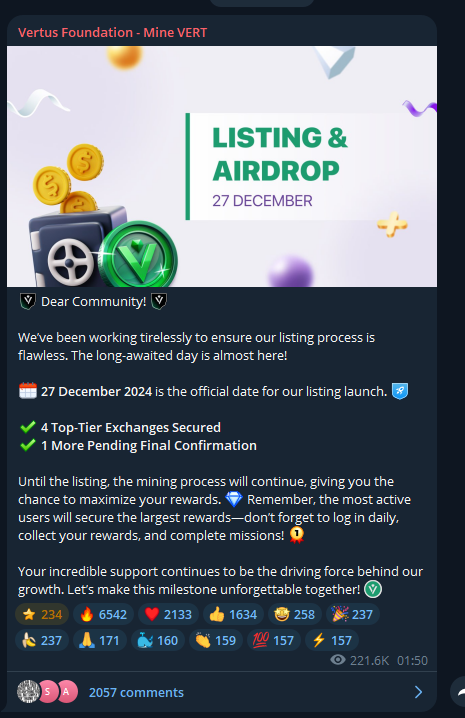 Vertus Foundation - Mine VERT
LISTING &
AIRDROP
27 DECEMBER
Dear Community!
We've been working tirelessly to ensure our listing process is
flawless. The long-awaited day is almost here!
27 December 2024 is the official date for our listing launch.
4 Top-Tier Exchanges Secured
1 More Pending Final Confirmation
Until the listing, the mining process will continue, giving you the
chance to maximize your rewards. 💎 Remember, the most active
users will secure the largest rewards—don't forget to log in daily,
collect your rewards, and complete missions! 🏅
Your incredible support continues to be the driving force behind our
growth. Let's make this milestone unforgettable together!
⭐ 234 🔥 6542 ❤️ 2133 👍 1634 🤩 258 🎉 237
🍌 237 🙏 171 🐳 160 👏 159 💯 157 ⚡ 157
221.6K 01:50
S A 2057 comments